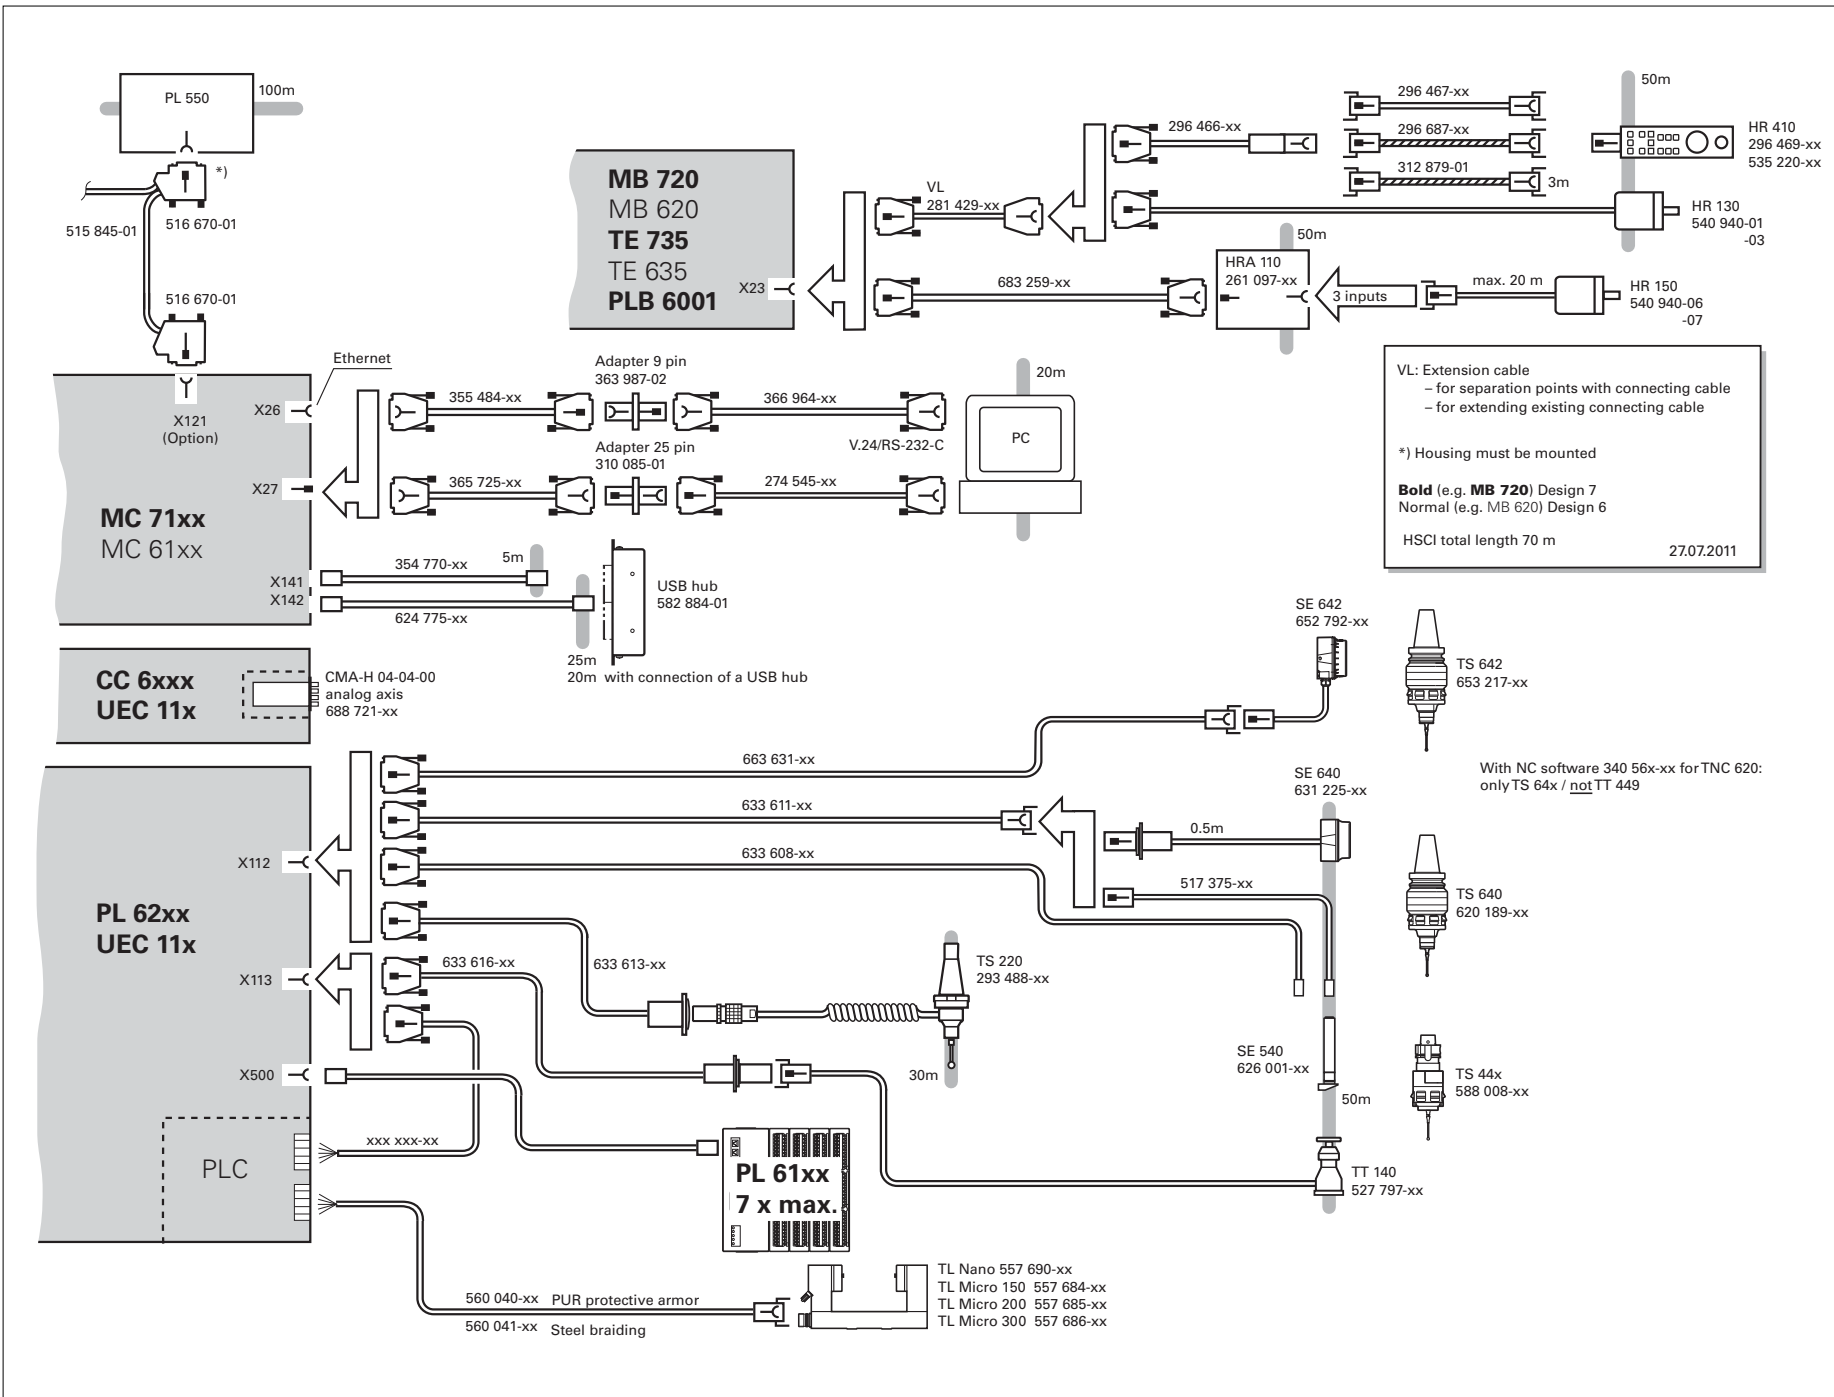 PL 550
100m
*)
515 845-01
516 670-01
516 670-01
MB 720
MB 620
TE 735
TE 635
PLB 6001
X23
VL
281 429-xx
296 466-xx
296 467-xx
296 687-xx
312 879-01
3m
50m
HR 410
296 469-xx
535 220-xx
HR 130
540 940-01
-03
683 259-xx
50m
HRA 110
261 097-xx
3 inputs
max. 20 m
HR 150
540 940-06
-07
Ethernet
X121
(Option)
X26
X27
MC 71xx
MC 61xx
X141
X142
355 484-xx
Adapter 9 pin
363 987-02
366 964-xx
V.24/RS-232-C
20m
PC
365 725-xx
Adapter 25 pin
310 085-01
274 545-xx
354 770-xx
5m
624 775-xx
USB hub
582 884-01
25m
20m with connection of a USB hub
VL: Extension cable
– for separation points with connecting cable
– for extending existing connecting cable
*) Housing must be mounted
Bold (e.g. MB 720) Design 7
Normal (e.g. MB 620) Design 6
HSCI total length 70 m
27.07.2011
CC 6xxx
UEC 11x
CMA-H 04-04-00
analog axis
688 721-xx
SE 642
652 792-xx
TS 642
653 217-xx
With NC software 340 56x-xx for TNC 620:
only TS 64x / not TT 449
663 631-xx
633 611-xx
633 608-xx
X112
PL 62xx
UEC 11x
X113
X500
PLC
SE 640
631 225-xx
0.5m
517 375-xx
TS 640
620 189-xx
633 616-xx
633 613-xx
TS 220
293 488-xx
30m
SE 540
626 001-xx
50m
TS 44x
588 008-xx
xxx xxx-xx
PL 61xx
7 x max.
TT 140
527 797-xx
560 040-xx PUR protective armor
560 041-xx Steel braiding
TL Nano 557 690-xx
TL Micro 150 557 684-xx
TL Micro 200 557 685-xx
TL Micro 300 557 686-xx